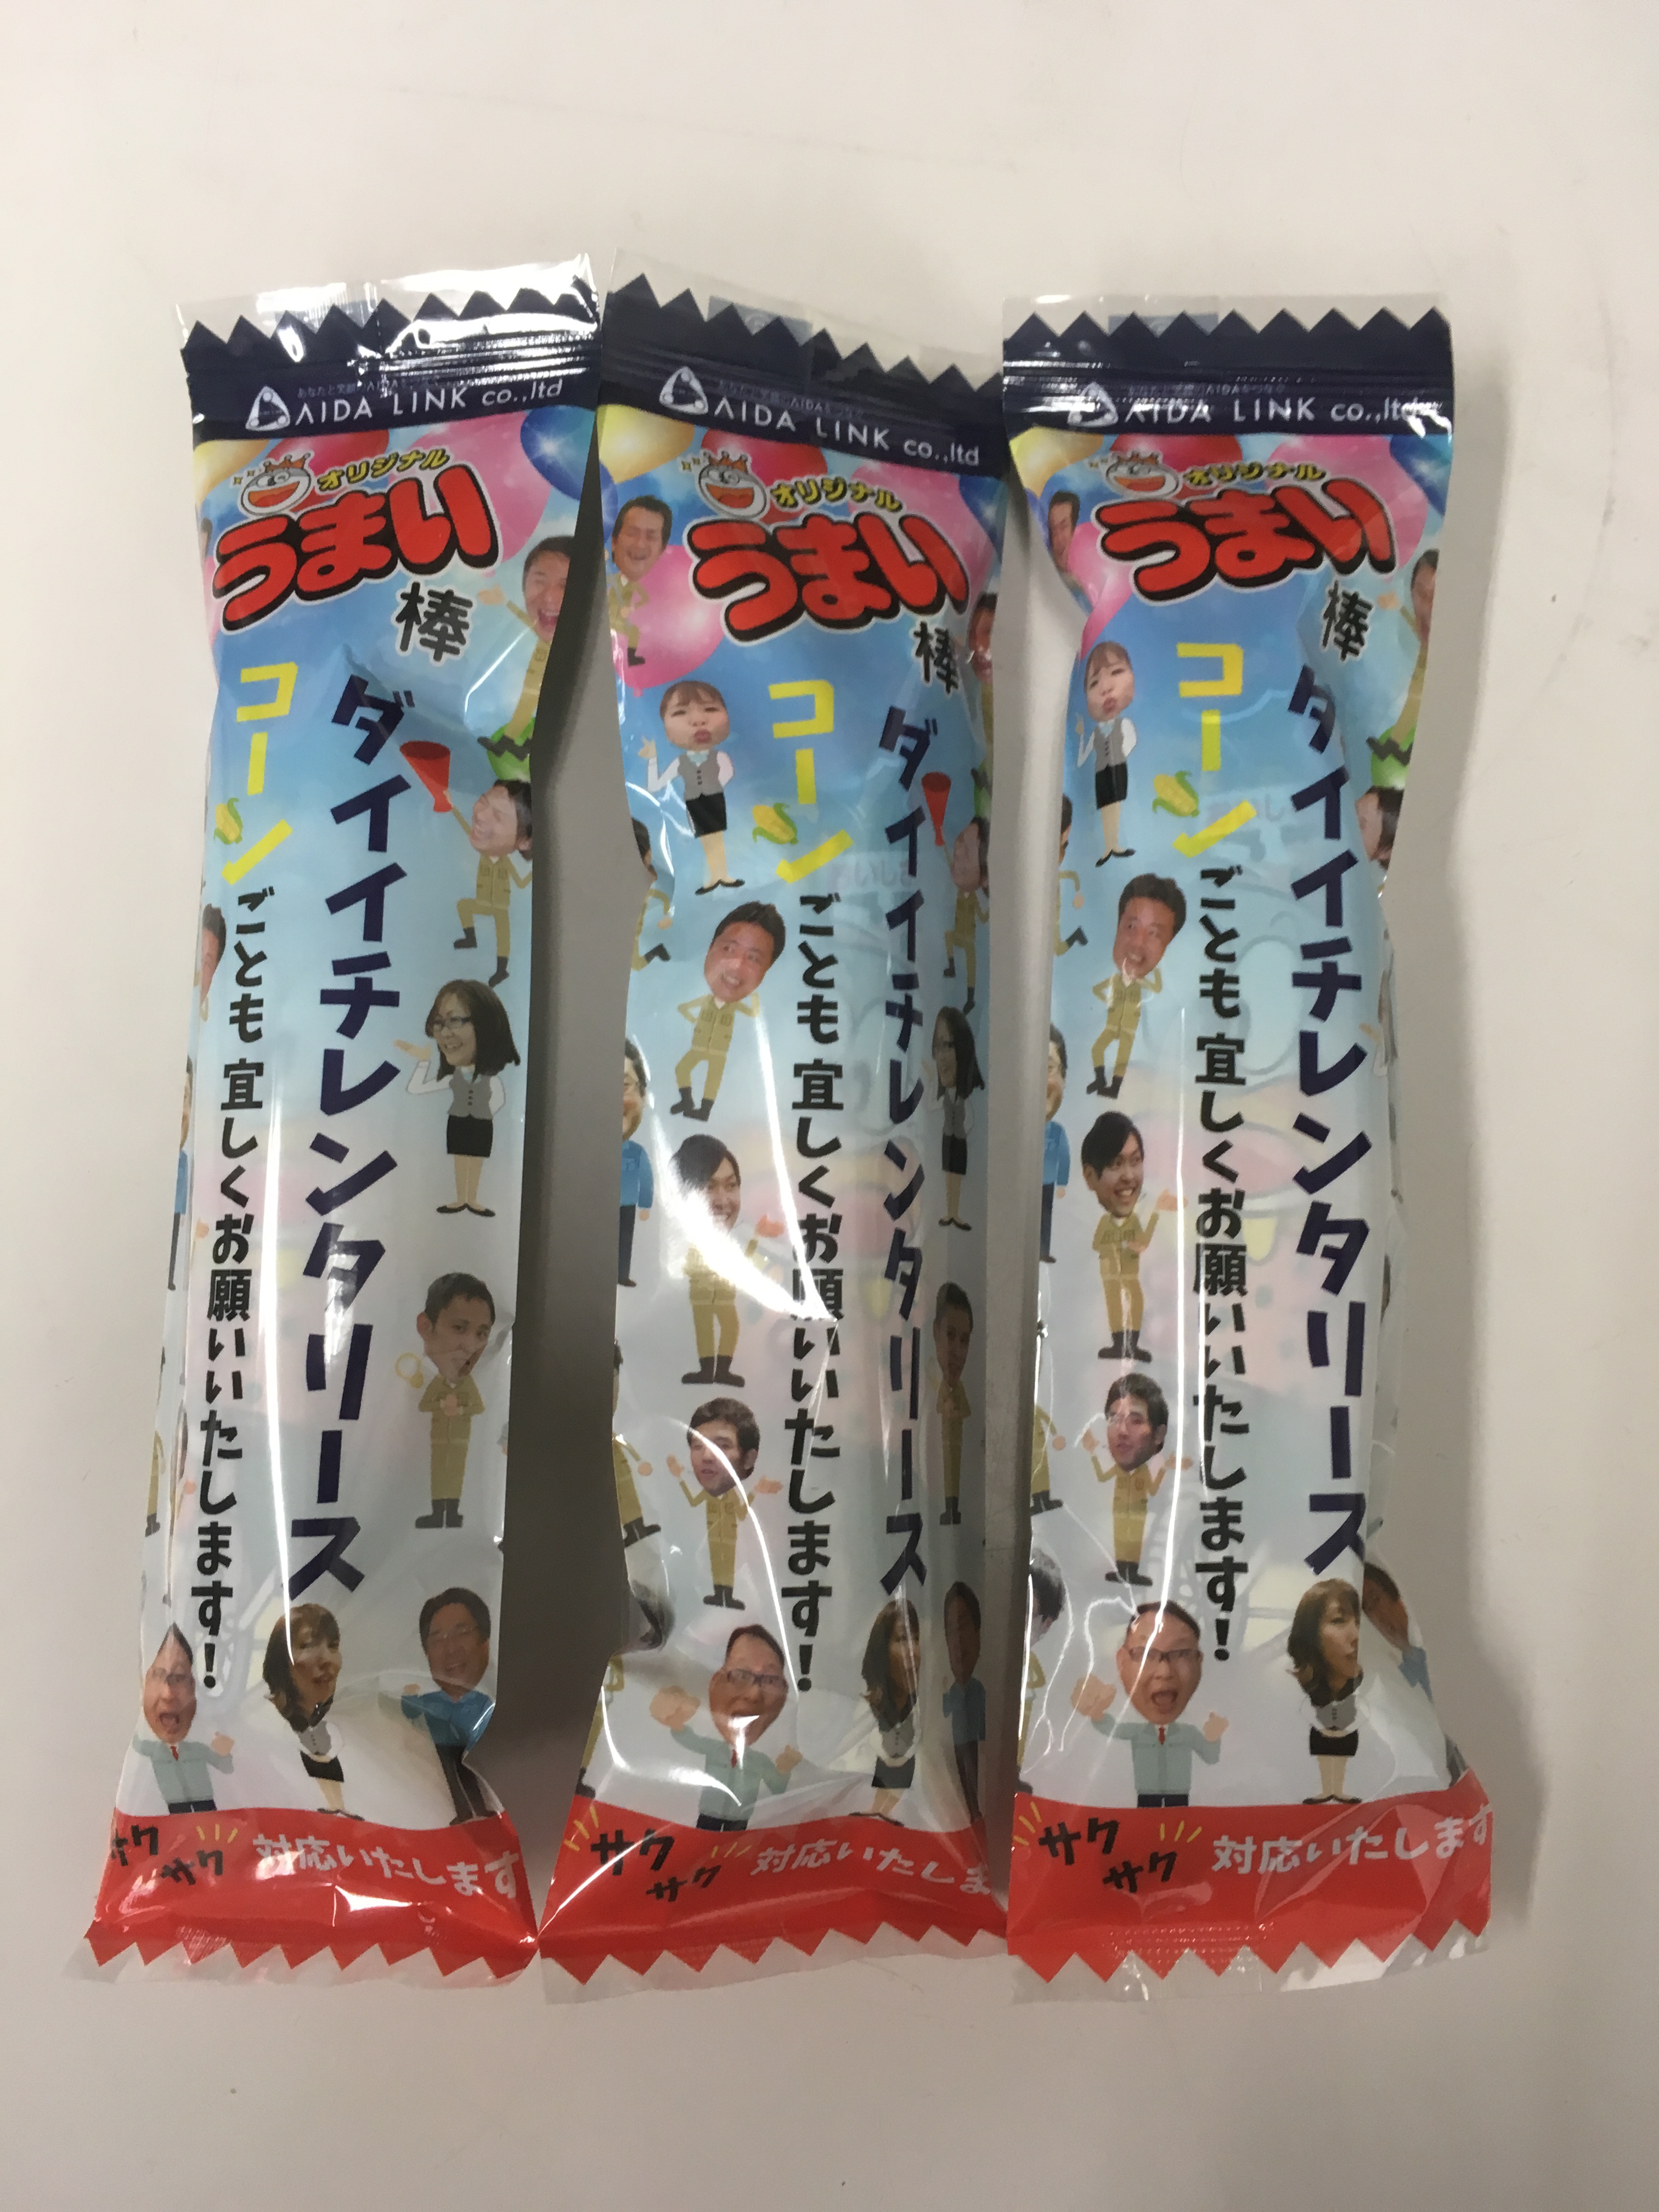 AIDA LINK co.,ltd
オリジナル
うまい
棒
ダイイチレンタリース
コーン
ごとも 宜しくお願いいたします!
サク
サク
対応いたします
AIDA LINK co.,ltd
オリジナル
うまい
棒
ダイイチレンタリース
コーン
ごとも 宜しくお願いいたします!
サク
サク
対応いたしま
AIDA LINK co.,ltd
オリジナル
うまい
棒
ダイイチレンタリース
コーン
ごとも 宜しくお願いいたします!
サク
サク
対応いたします